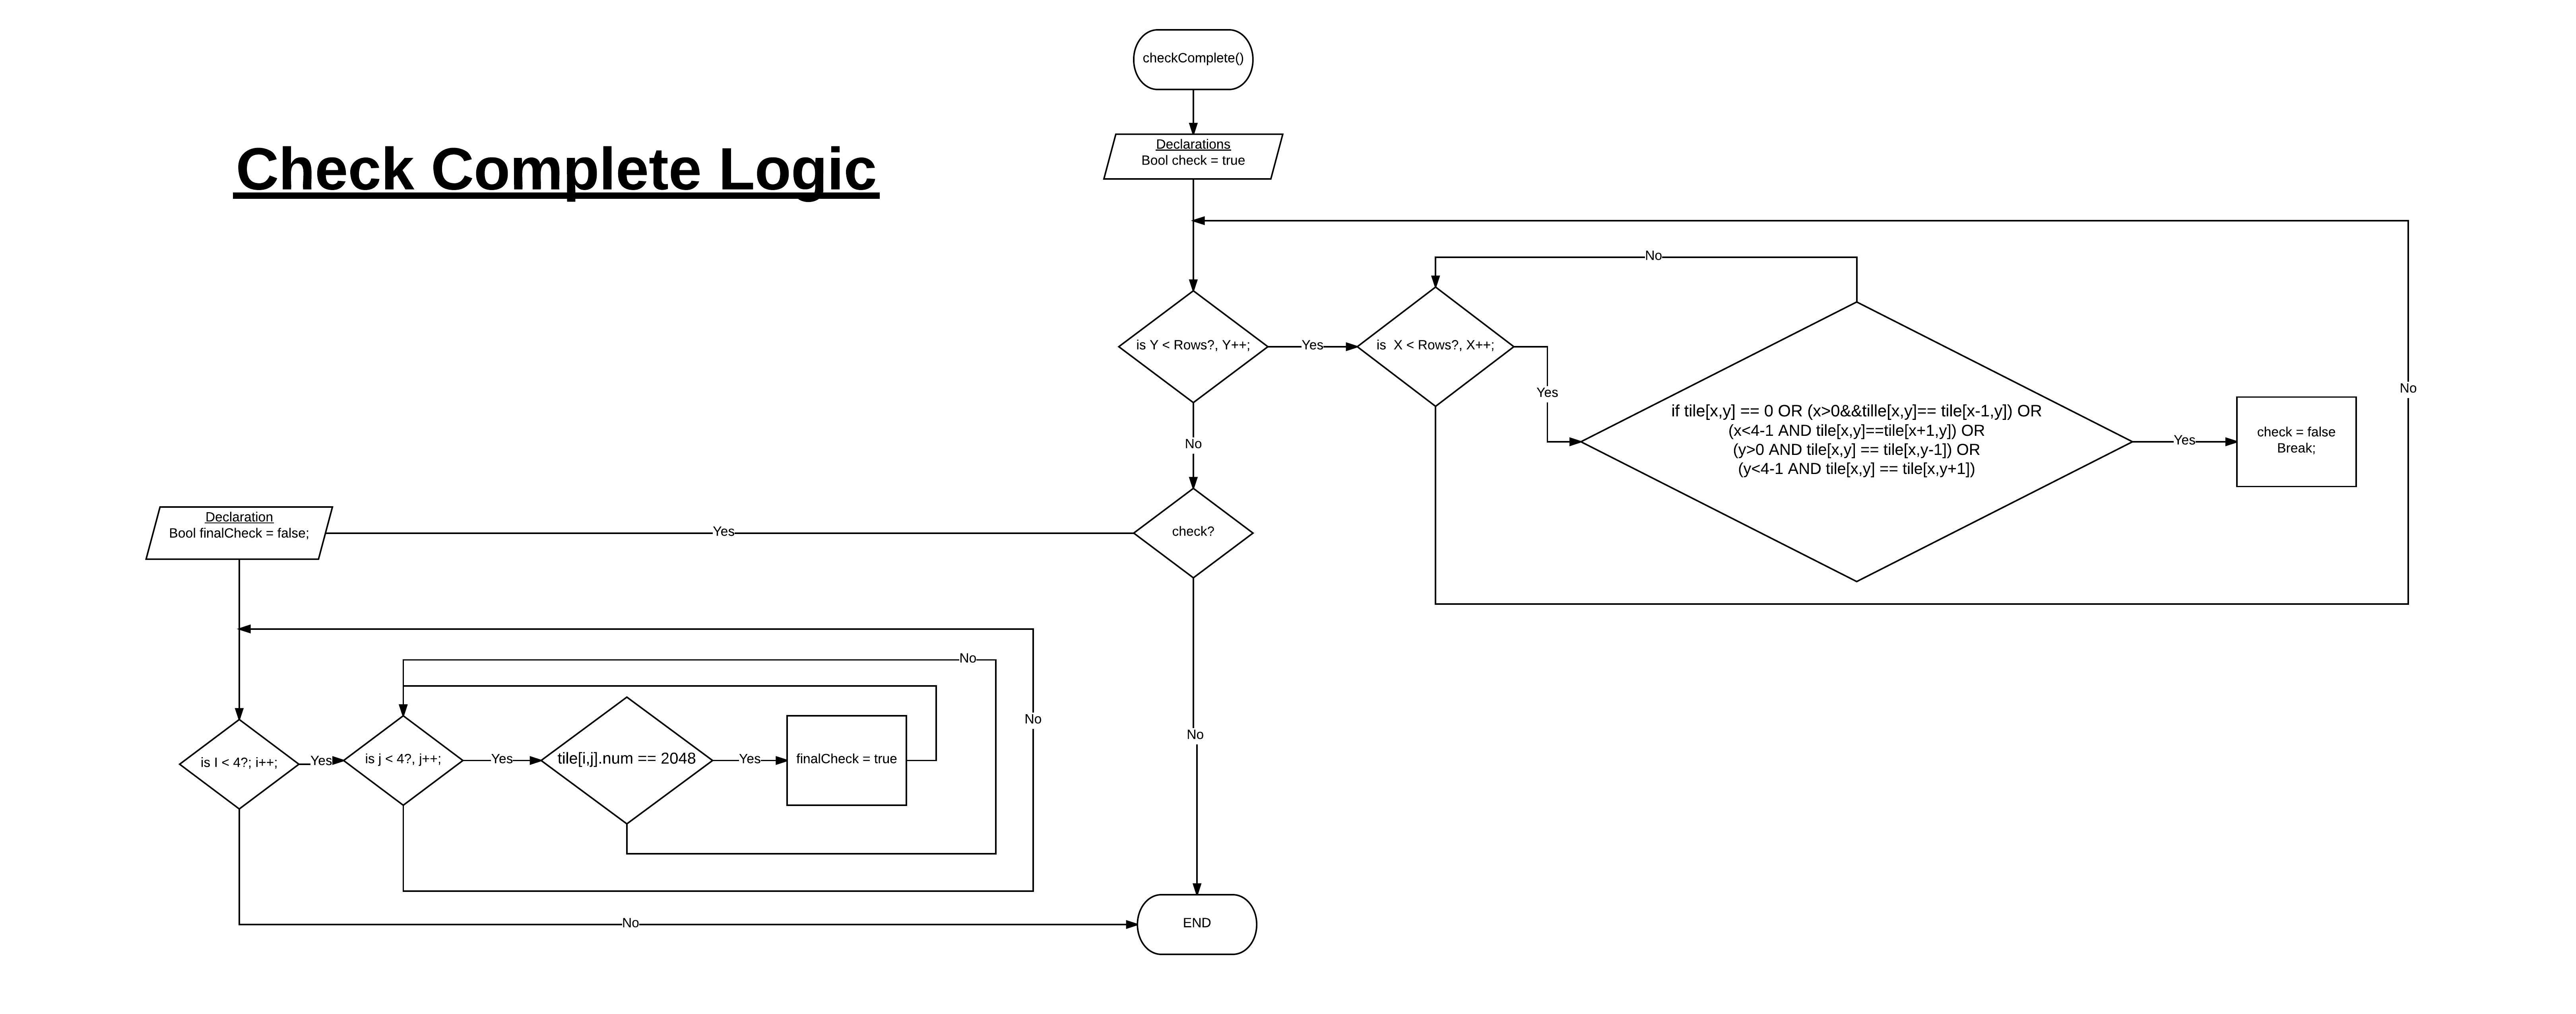 checkComplete()
Check Complete Logic
Declarations
Bool check = true
No
is Y < Rows?, Y++;
Yes
is  X < Rows?, X++;
Yes
No
if tile[x,y] == 0 OR (x>0&&tille[x,y]== tile[x-1,y]) OR
(x<4-1 AND tile[x,y]==tile[x+1,y]) OR
(y>0 AND tile[x,y] == tile[x,y-1]) OR
(y<4-1 AND tile[x,y] == tile[x,y+1])
Yes
check = false
Break;
No
Declaration
Bool finalCheck = false;
Yes
check?
No
No
No
is I < 4?; i++;
Yes
is j < 4?, j++;
Yes
tile[i,j].num == 2048
Yes
finalCheck = true
No
No
END